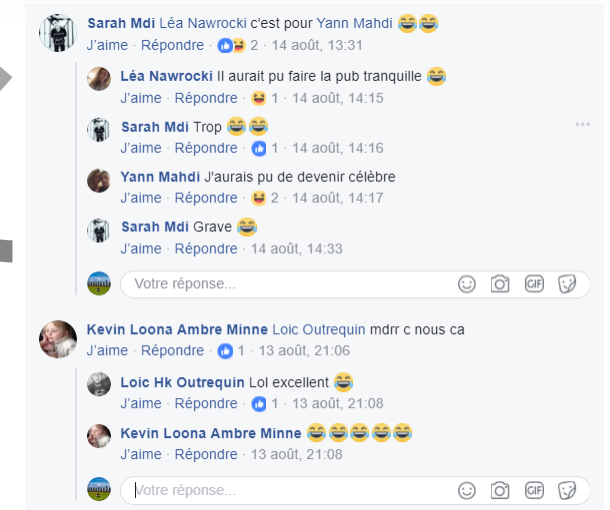 Sarah Mdi Léa Nawrocki c'est pour Yann Mahdi 😂😂
J'aime · Répondre · 2 · 14 août, 13:31
Léa Nawrocki Il aurait pu faire la pub tranquille 😂
J'aime · Répondre · 1 · 14 août, 14:15
Sarah Mdi Trop 😂😂
J'aime · Répondre · 1 · 14 août, 14:16
Yann Mahdi J'aurais pu de devenir célèbre
J'aime · Répondre · 2 · 14 août, 14:17
Sarah Mdi Grave 😂
J'aime · Répondre · 14 août, 14:33
Votre réponse...
GIF
Kevin Loona Ambre Minne Loic Outrequin mdrr c nous ca
J'aime · Répondre · 1 · 13 août, 21:06
Loic Hk Outrequin Lol excellent 😂
J'aime · Répondre · 1 · 13 août, 21:08
Kevin Loona Ambre Minne 😂😂😂😂😂
J'aime · Répondre · 13 août, 21:08
Votre réponse...
GIF